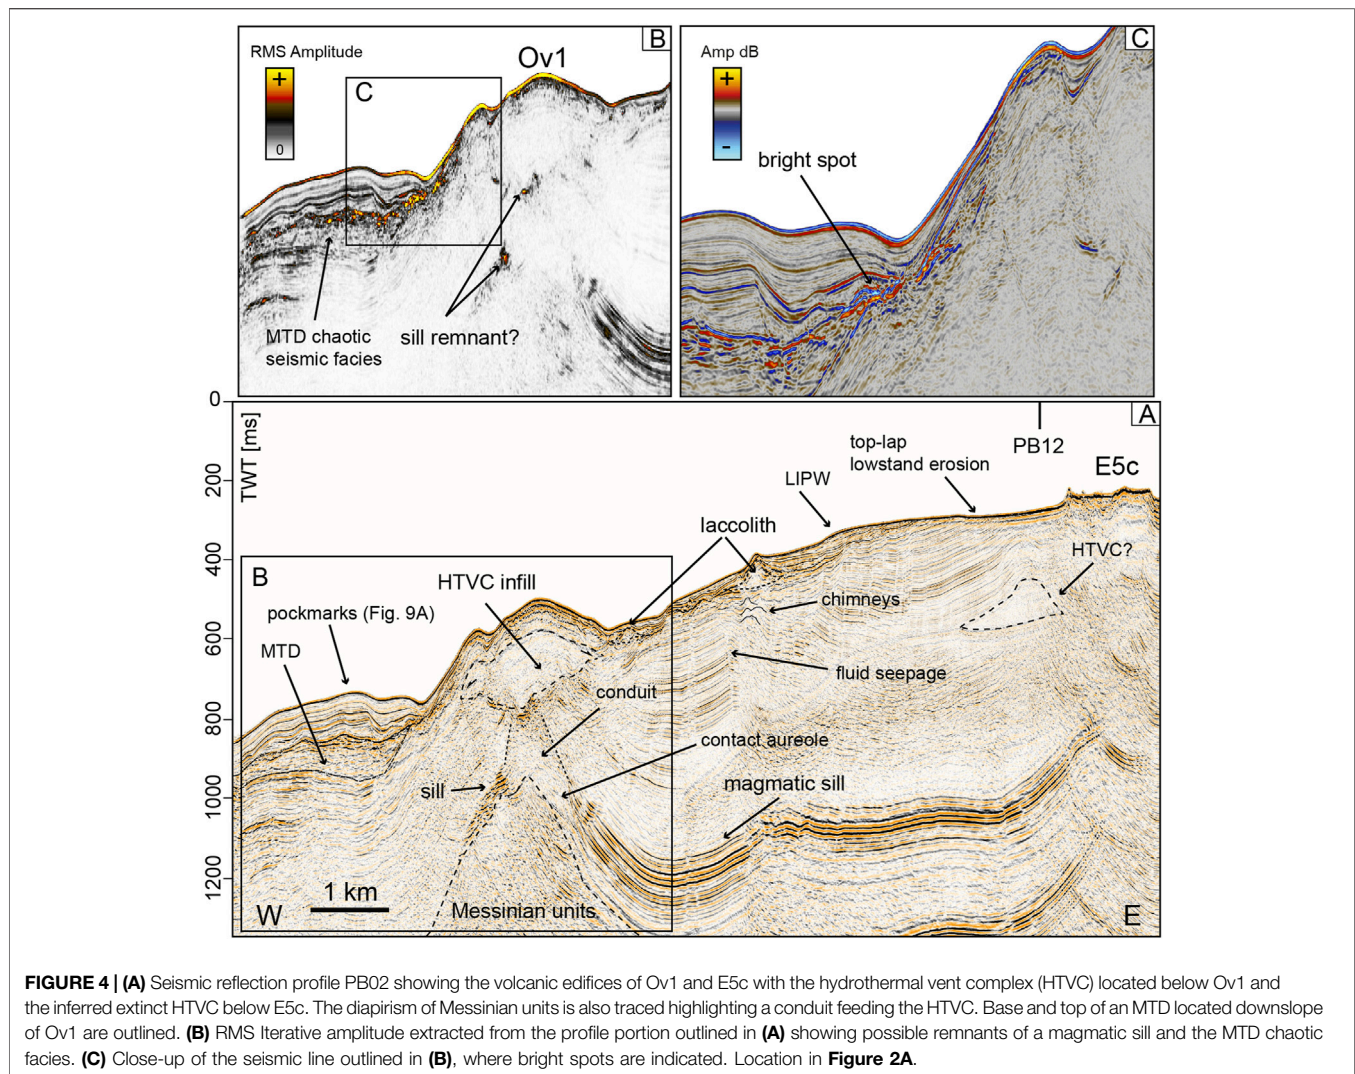 RMS Amplitude
+
0
Ov1
B
C
MTD chaotic
seismic facies
sill remnant?
Amp dB
+
-
C
bright spot
0
TWT [ms]
200
400
600
800
1000
1200
A
PB12
E5c
top-lap
lowstand erosion
LIPW
laccolith
HTVC?
B
HTVC infill
chimneys
pockmarks (Fig. 9A)
MTD
fluid seepage
conduit
contact aureole
sill
magmatic sill
1 km
W
Messinian units
E
FIGURE 4 | (A) Seismic reflection profile PB02 showing the volcanic edifices of Ov1 and E5c with the hydrothermal vent complex (HTVC) located below Ov1 and
the inferred extinct HTVC below E5c. The diapirism of Messinian units is also traced highlighting a conduit feeding the HTVC. Base and top of an MTD located downslope
of Ov1 are outlined. (B) RMS Iterative amplitude extracted from the profile portion outlined in (A) showing possible remnants of a magmatic sill and the MTD chaotic
facies. (C) Close-up of the seismic line outlined in (B), where bright spots are indicated. Location in Figure 2A.